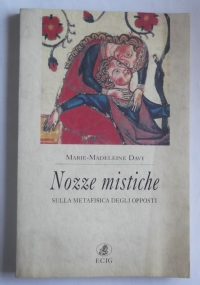 MARIE-MADELEINE DAVY
Nozze mistiche
SULLA METAFISICA DEGLI OPPOSTI
ECIG